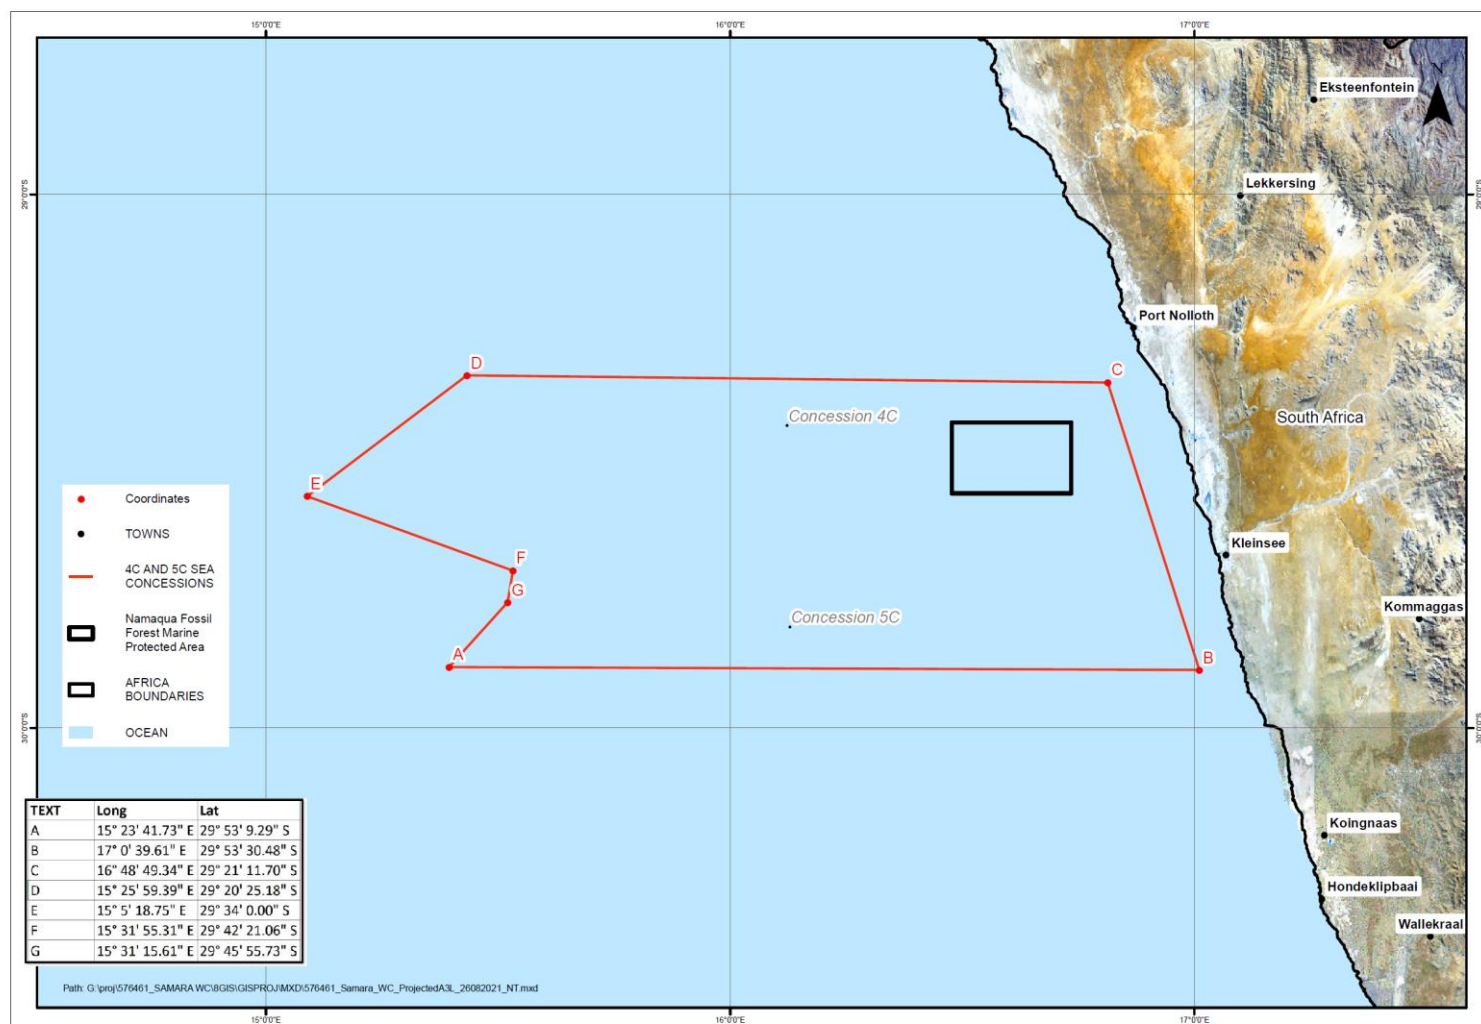 15°0'0"E 16°0'0"E 17°0'0"E
N
Eksteenfontein
29°0'0"S 29°0'0"S
Lekkersing
Port Nolloth
D
C
Concession 4C
South Africa
E
Coordinates
TOWNS
Kleinsee
F
4C AND 5C SEA
CONCESSIONS
G
Kommaggas
Namaqua Fossil
Forest Marine
Protected Area
Concession 5C
A
B
AFRICA
BOUNDARIES
OCEAN
30°0'0"S 30°0'0"S
TEXT Long Lat
A 15° 23' 41.73" E 29° 53' 9.29" S
B 17° 0' 39.61" E 29° 53' 30.48" S
C 16° 48' 49.34" E 29° 21' 11.70" S
D 15° 25' 59.39" E 29° 20' 25.18" S
E 15° 5' 18.75" E 29° 34' 0.00" S
F 15° 31' 55.31" E 29° 42' 21.06" S
G 15° 31' 15.61" E 29° 45' 55.73" S
Koingnaas
Hondeklipbaai
Wallekraal
Path: G:\proj\576461_SAMARA WC\8GIS\GISPROJ\MXD\576461_Samara_WC_ProjectedA3L_26082021_NT.mxd
15°0'0"E 16°0'0"E 17°0'0"E